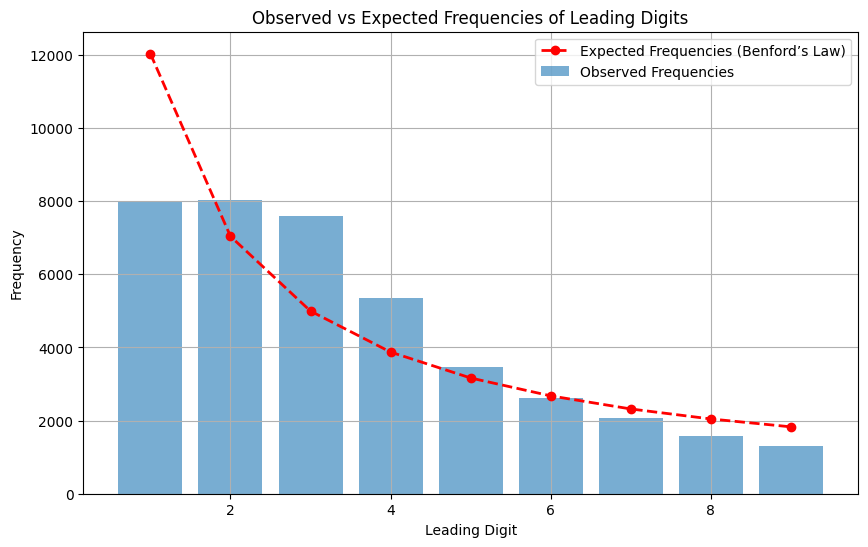 Observed vs Expected Frequencies of Leading Digits
Expected Frequencies (Benford’s Law)
Observed Frequencies
12000
10000
8000
6000
4000
2000
0
Frequency
2 4 6 8
Leading Digit